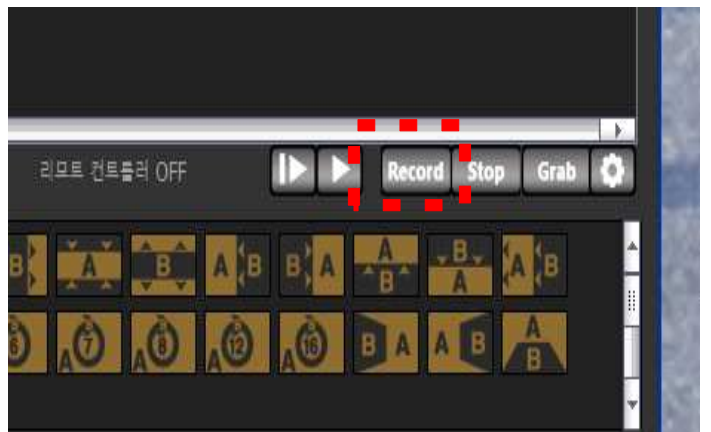 리모트 컨트롤러 OFF Record Stop Grab
B A B A B B A A B B A A B
6 A 7 A 8 A 12 A 16 B A A B A B